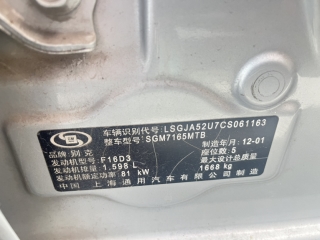 车辆识别代号：LSGJA52U7CS061163
整车型号：SGM7165MTB
品牌：别克 制造年月：12-01
发动机型号：F16D3 座位数：5
发动机排量：1.598 L 最大设计总质量：
发动机额定功率：81 kW 1668 kg
中国 上海通用汽车有限公司制造